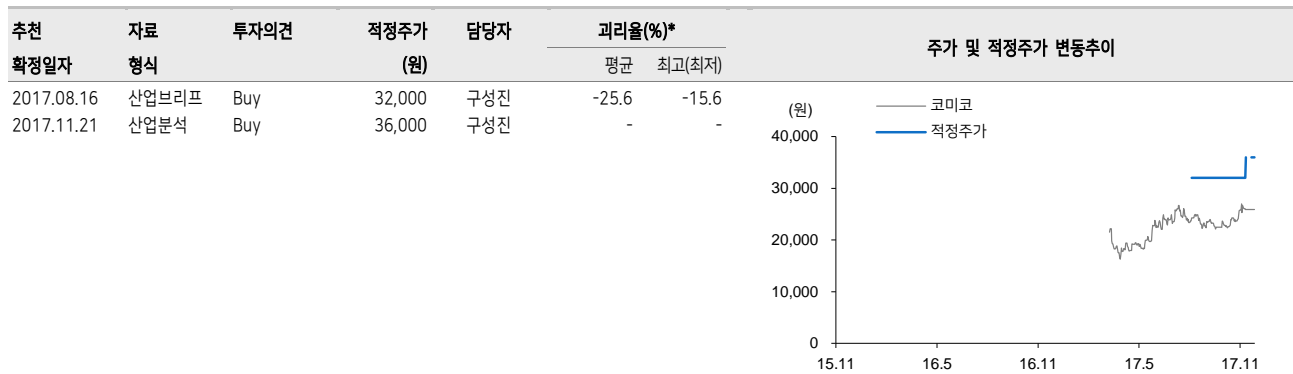 추천 자료 투자의견 적정주가 담당자 괴리율(%)* 주가 및 적정주가 변동추이
확정일자 형식 (원) 평균 최고(최저)
2017.08.16 산업브리프 Buy 32,000 구성진 -25.6 -15.6
2017.11.21 산업분석 Buy 36,000 구성진 - -
(원)
코미코
적정주가
40,000
30,000
20,000
10,000
0
15.11 16.5 16.11 17.5 17.11